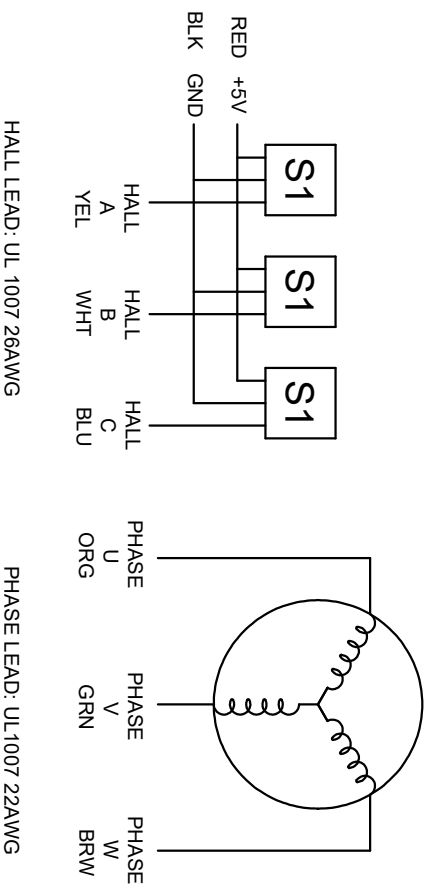 RED +5V
BLK GND
S1
S1
S1
HALL
A
YEL
HALL
B
WHT
HALL
C
BLU
HALL LEAD: UL 1007 26AWG
PHASE
U
ORG
PHASE
V
GRN
PHASE
W
BRW
PHASE LEAD: UL1007 22AWG